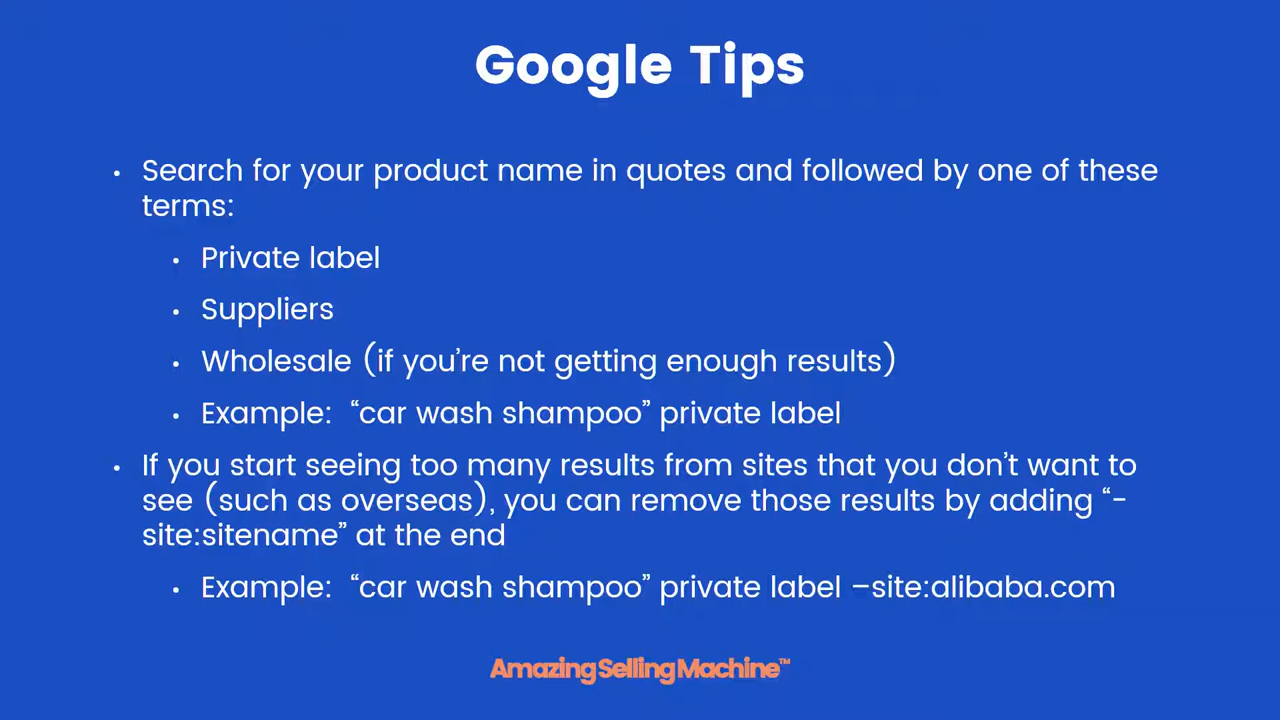 Google Tips
• Search for your product name in quotes and followed by one of these
terms:
• Private label
• Suppliers
• Wholesale (if you’re not getting enough results)
• Example:  “car wash shampoo” private label
• If you start seeing too many results from sites that you don’t want to
see (such as overseas), you can remove those results by adding “-
site:sitename” at the end
• Example:  “car wash shampoo” private label –site:alibaba.com
AmazingSellingMachine™